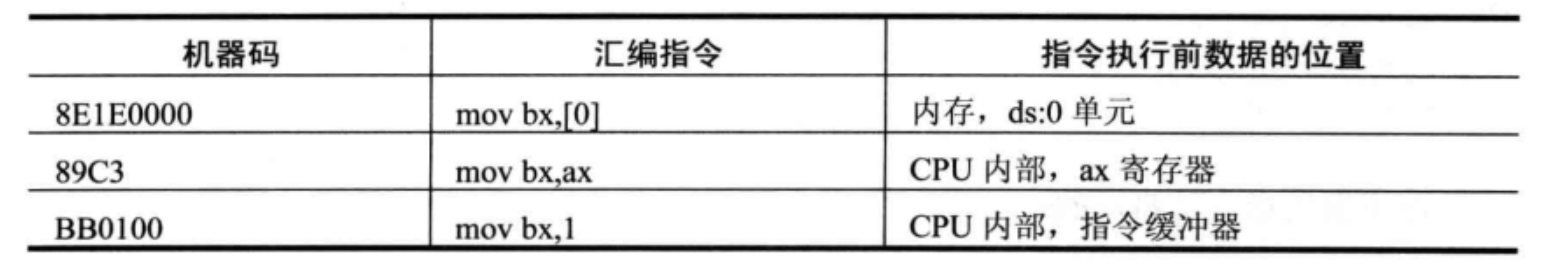 机器码 汇编指令 指令执行前数据的位置
8E1E0000 mov bx,[0] 内存，ds:0 单元
89C3 mov bx,ax CPU 内部，ax 寄存器
BB0100 mov bx,1 CPU 内部，指令缓冲器